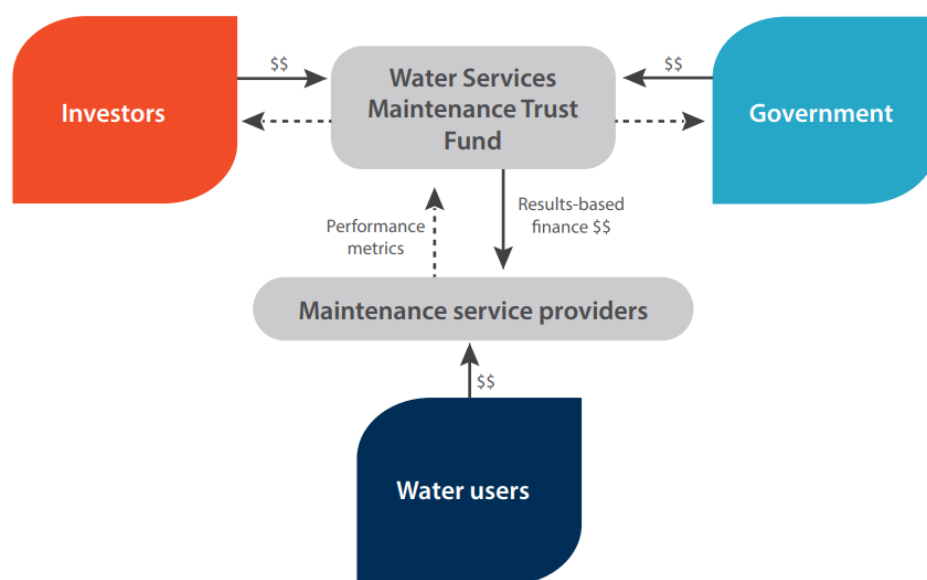 $$
$$
Water Services
Maintenance Trust
Fund
Investors
Government
Performance
metrics
Results-based
finance $$
Maintenance service providers
$$
Water users